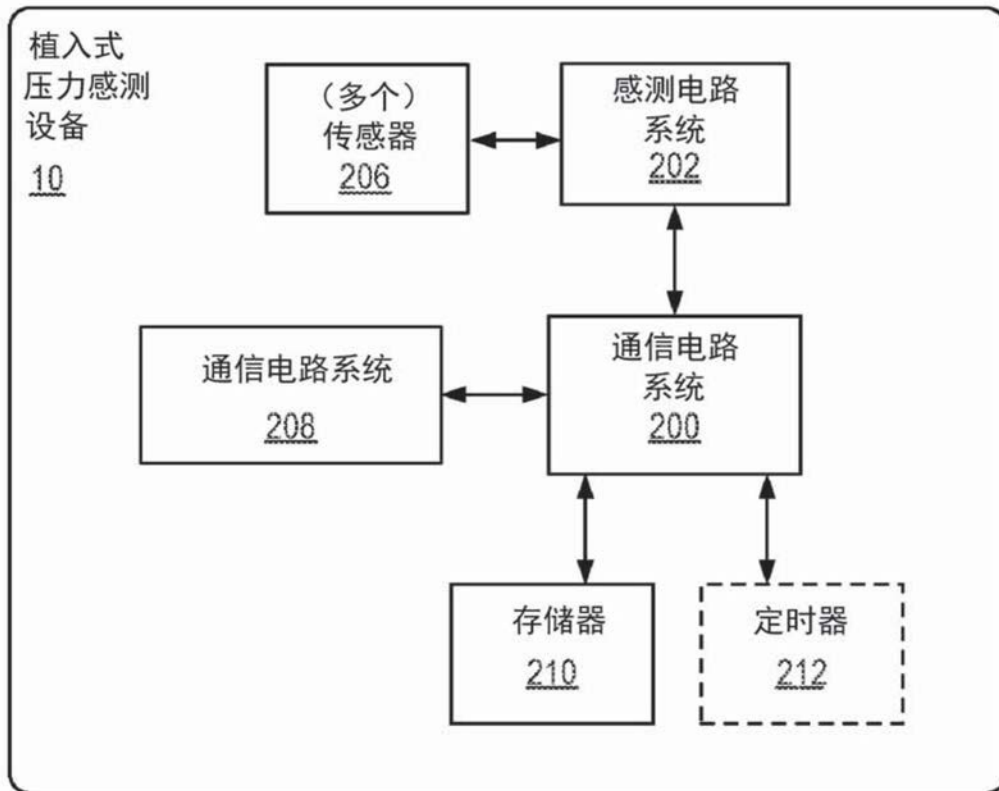 植入式
压力感测
设备
10
（多个）
传感器
206
感测电路
系统
202
通信电路系统
208
通信电路
系统
200
存储器
210
定时器
212